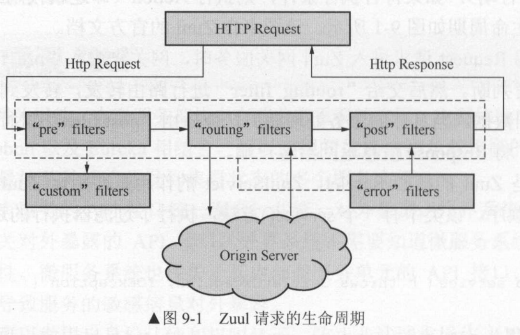 HTTP Request
Http Request
Http Response
“pre” filters
“routing” filter
“post” filters
“custom” filters
“error” filters
Origin Server
▲图 9-1 Zuul 请求的生命周期